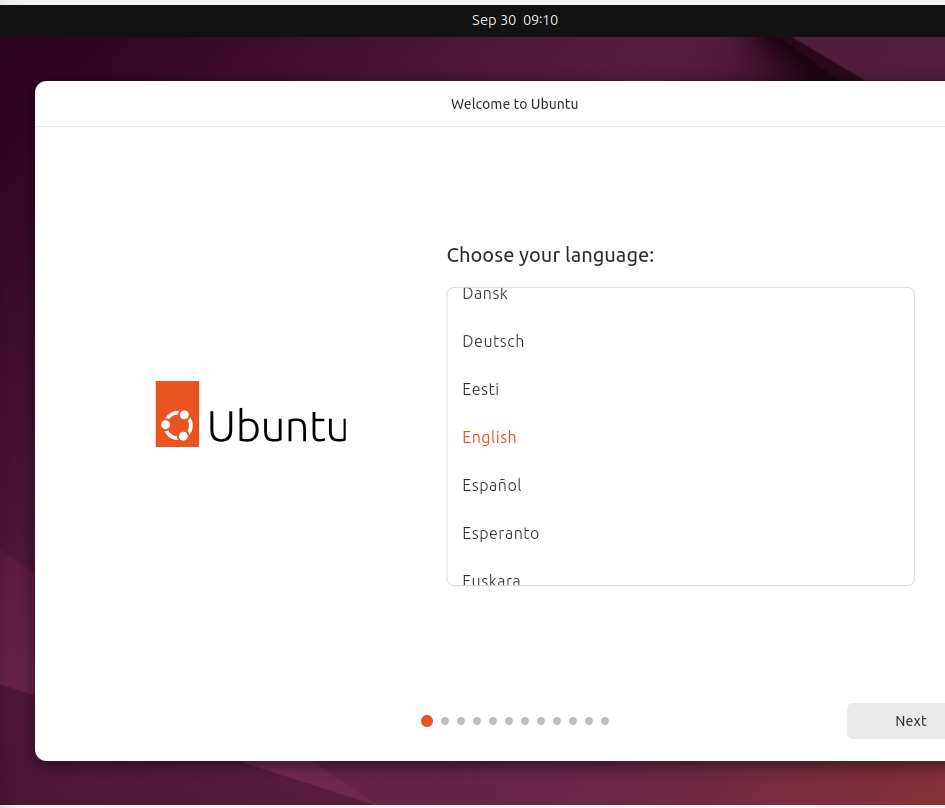 Sep 30 09:10
Welcome to Ubuntu
Choose your language:
Dansk
Deutsch
Eesti
Ubuntu
English
Español
Esperanto
Euskara
Next